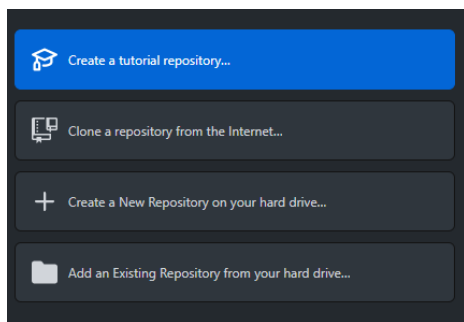 Create a tutorial repository...
Clone a repository from the Internet...
Create a New Repository on your hard drive...
Add an Existing Repository from your hard drive...